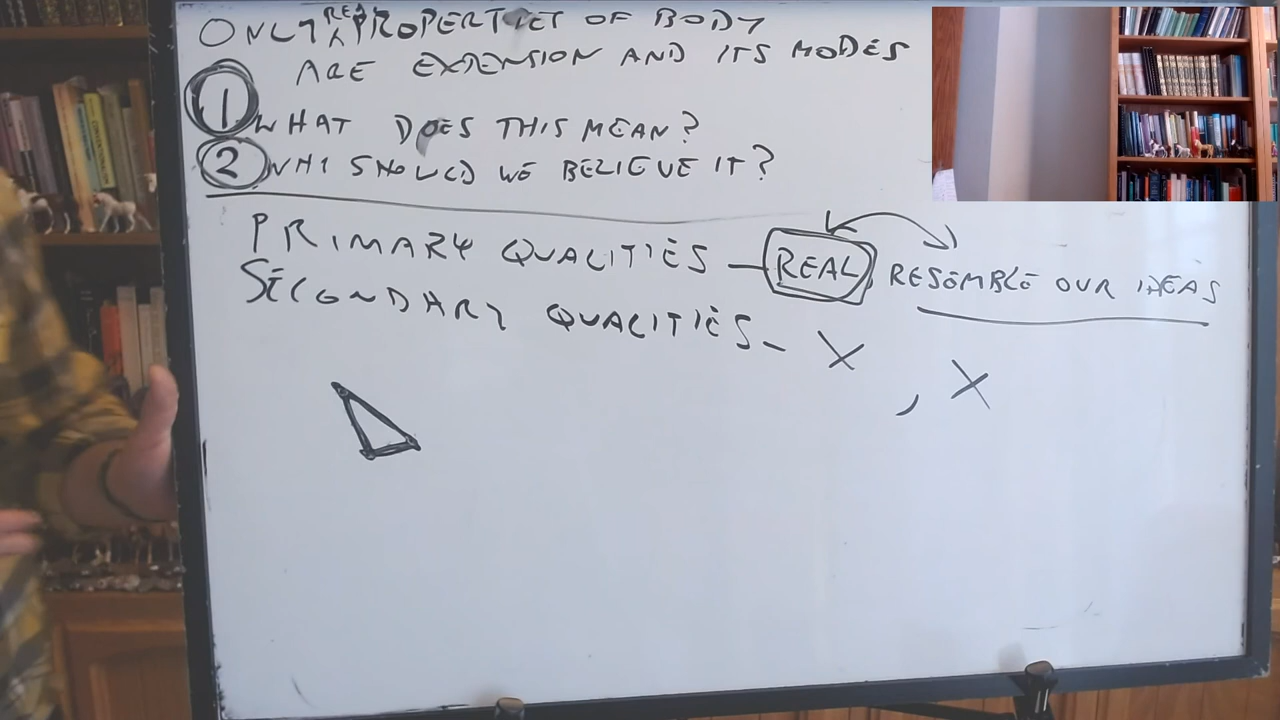 ONLY REAL PROPERTIES OF BODY
ARE EXTENSION AND ITS MODES
1 WHAT DOES THIS MEAN?
2 WHY SHOULD WE BELIEVE IT?
PRIMARY QUALITIES — REAL RESEMBLE OUR IDEAS
SECONDARY QUALITIES - X , X